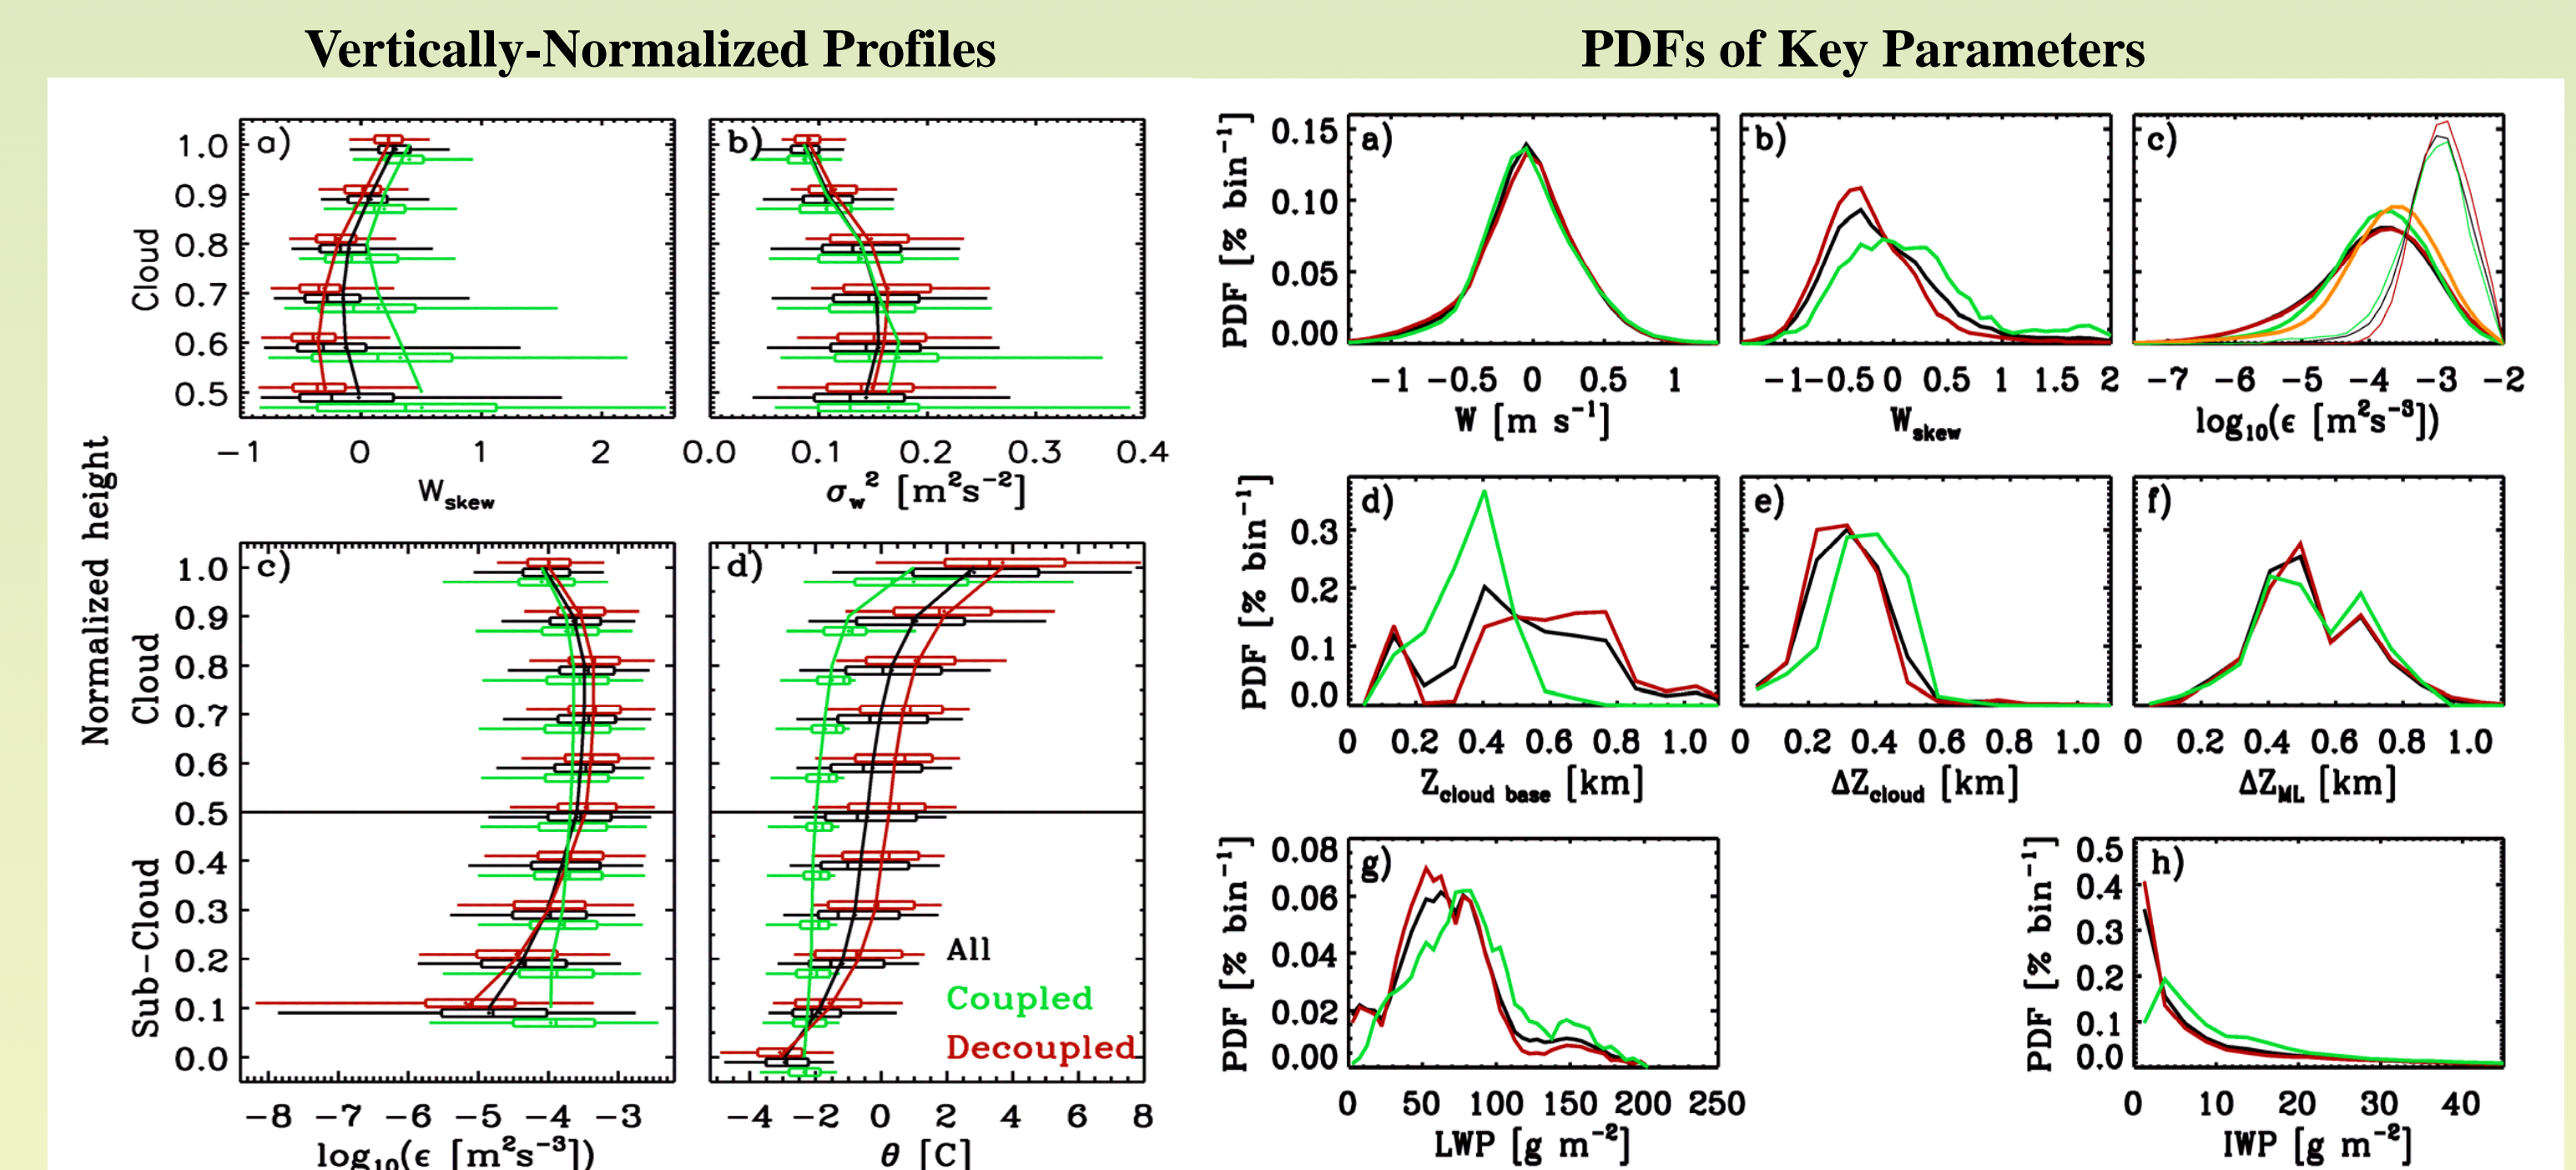 Vertically-Normalized Profiles
PDFs of Key Parameters
Normalized height
Cloud
a)
1.0
0.9
0.8
0.7
0.6
0.5
−1 0 1 2
Wskew
b)
0.0 0.1 0.2 0.3 0.4
σw² [m²s⁻²]
Cloud
Sub-Cloud
c)
1.0
0.9
0.8
0.7
0.6
0.5
0.4
0.3
0.2
0.1
0.0
−8 −7 −6 −5 −4 −3
log₁₀(ϵ [m²s⁻³])
d)
All
Coupled
Decoupled
−4 −2 0 2 4 6 8
θ [C]
PDF [% bin⁻¹]
0.15
0.10
0.05
0.00
a)
−1 −0.5 0 0.5 1
W [m s⁻¹]
b)
−1−0.5 0 0.5 1 1.5 2
Wskew
c)
−7 −6 −5 −4 −3 −2
log₁₀(ϵ [m²s⁻³])
PDF [% bin⁻¹]
0.3
0.2
0.1
0.0
d)
0 0.2 0.4 0.6 0.8 1.0
Zcloud base [km]
e)
0 0.2 0.4 0.6 0.8 1.0
ΔZcloud [km]
f)
0 0.2 0.4 0.6 0.8 1.0
ΔZML [km]
PDF [% bin⁻¹]
0.08
0.06
0.04
0.02
0.00
g)
0 50 100 150 200 250
LWP [g m⁻²]
PDF [% bin⁻¹]
0.5
0.4
0.3
0.2
0.1
0.0
h)
0 10 20 30 40
IWP [g m⁻²]